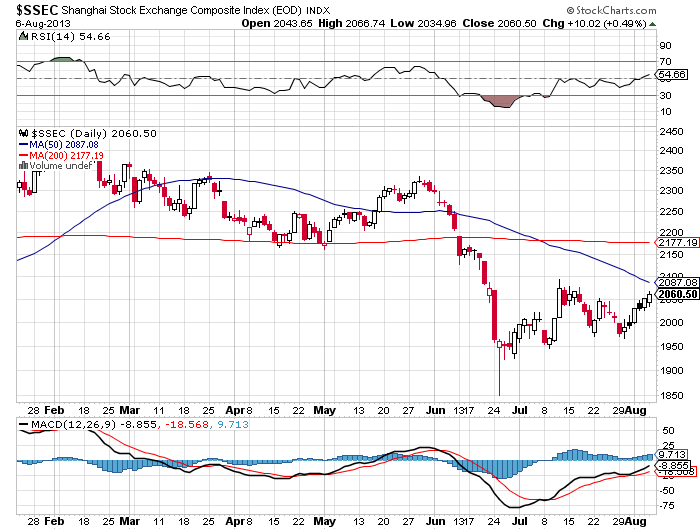 $SSEC Shanghai Stock Exchange Composite Index (EOD) INDX © StockCharts.com
6-Aug-2013 Open 2043.65 High 2066.74 Low 2034.96 Close 2060.50 Chg +10.02 (+0.49%)
RSI(14) 54.66
90
70
54.66
50
30
10
$SSEC (Daily) 2060.50
MA(50) 2087.08
MA(200) 2177.19
Volume undef
2450
2400
2350
2300
2250
2200
2177.19
2150
2100
2087.08
2060.50
2050
2000
1950
1900
1850
28 Feb 18 25 Mar 11 18 25 Apr 8 15 22 May 13 20 27 Jun 13 17 24 Jul 8 15 22 29 Aug
MACD(12,26,9) -8.855, -18.568, 9.713
50
25
9.713
-8.855
-18.568
-50
-75
28 Feb 18 25 Mar 11 18 25 Apr 15 22 May 13 20 27 Jun 13 17 24 Jul 8 15 22 29 Aug